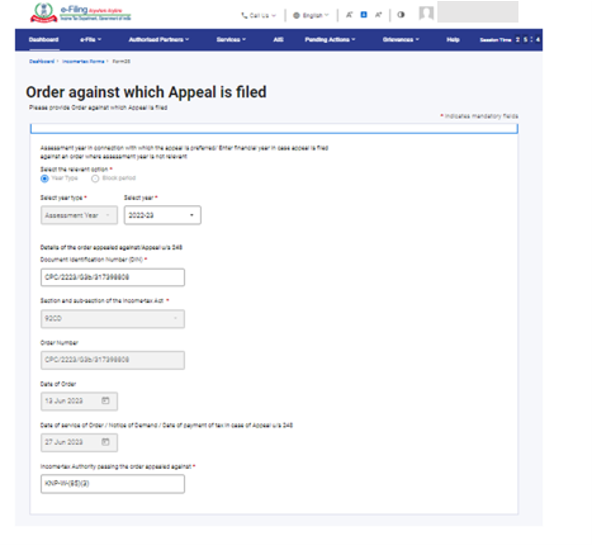 e-Filing Anywhere Anytime
Income Tax Department, Government of India
Call Us
English
A
A
A
Dashboard e-File Authorised Partners Services AIS Pending Actions Grievances Help Session Time 2 5 : 4
Dashboard Income tax Forms Form35
Order against which Appeal is filed
Please provide Order against which Appeal is filed
* Indicates mandatory fields
Assessment year in connection with which the appeal is preferred/ Enter financial year in case appeal is filed
against an order where assessment year is not relevant
Select the relevant option *
Year Type Block period
Select year type * Select year *
Assessment Year 2022-23
Details of the order appealed against/Appeal u/s 248
Document Identification Number (DIN) *
CPC/2223/G3b/317398808
Section and sub-section of the Income-tax Act *
92CD
Order Number
CPC/2223/G3b/317398808
Date of Order
13 Jun 2023
Date of service of Order / Notice of Demand / Date of payment of tax in case of Appeal u/s 248
27 Jun 2023
Income-tax Authority passing the order appealed against *
KNP-W-(95)(3)